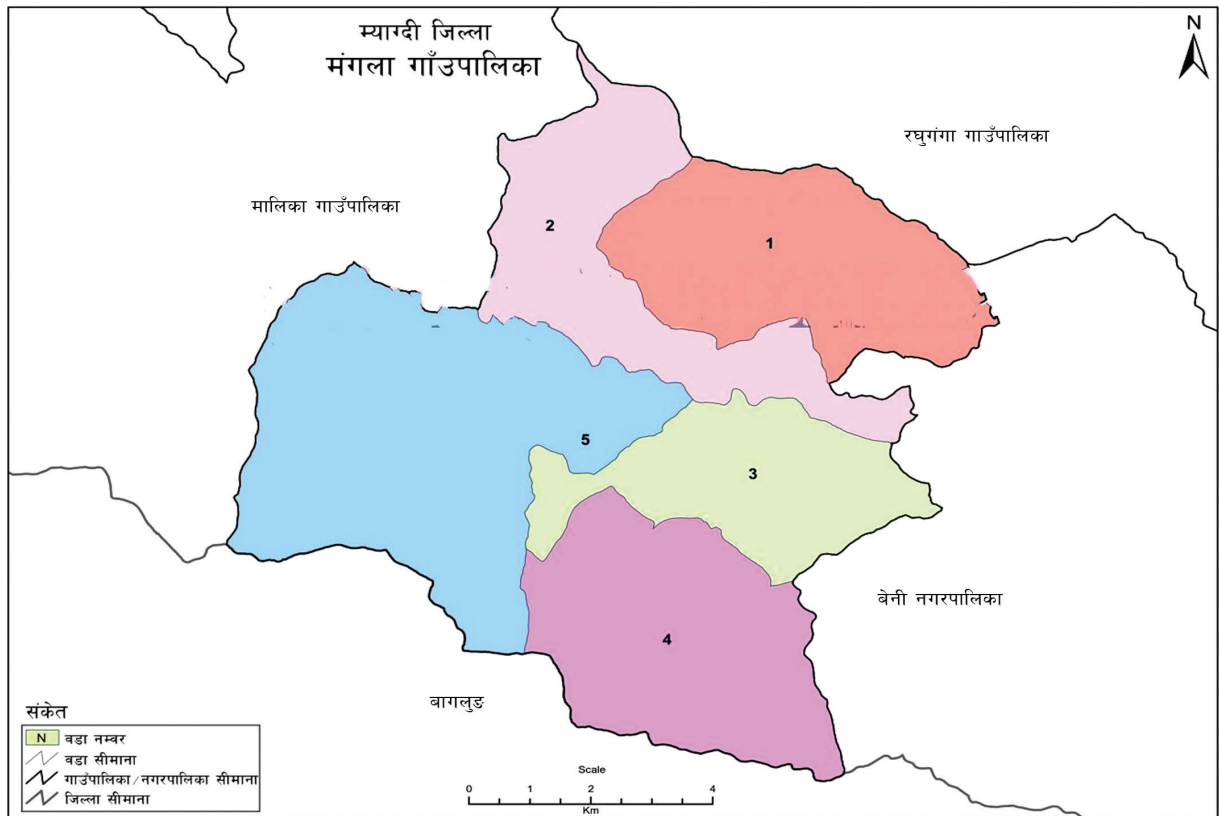 म्याग्दी जिल्ला
मंगला गाँउपालिका
N
रघुगंगा गाउँपालिका
मालिका गाउँपालिका
2
1
5
3
बेनी नगरपालिका
4
बागलुङ
संकेत
N वडा नम्बर
वडा सीमाना
गाउँपालिका/नगरपालिका सीमाना
जिल्ला सीमाना
Scale
0 1 2 4
Km